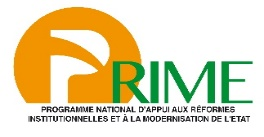 PRIME
PROGRAMME NATIONAL D'APPUI AUX RÉFORMES
INSTITUTIONNELLES ET À LA MODERNISATION DE L'ETAT